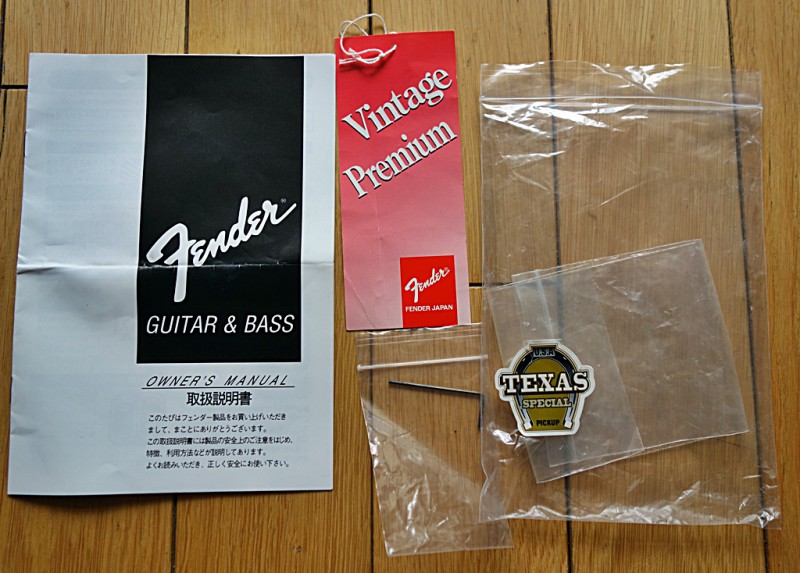 Fender
GUITAR & BASS
OWNER'S MANUAL
取扱説明書
このたびはフェンダー製品をお買い上げいただき
まして、まことにありがとうございます。
この取扱説明書には製品の安全上のご注意をはじめ、
特徴、利用方法などが説明してあります。
よくお読みいただき、正しく安全にお使い下さい。
Vintage
Premium
Fender
FENDER JAPAN
U.S.A
TEXAS
SPECIAL
PICKUP